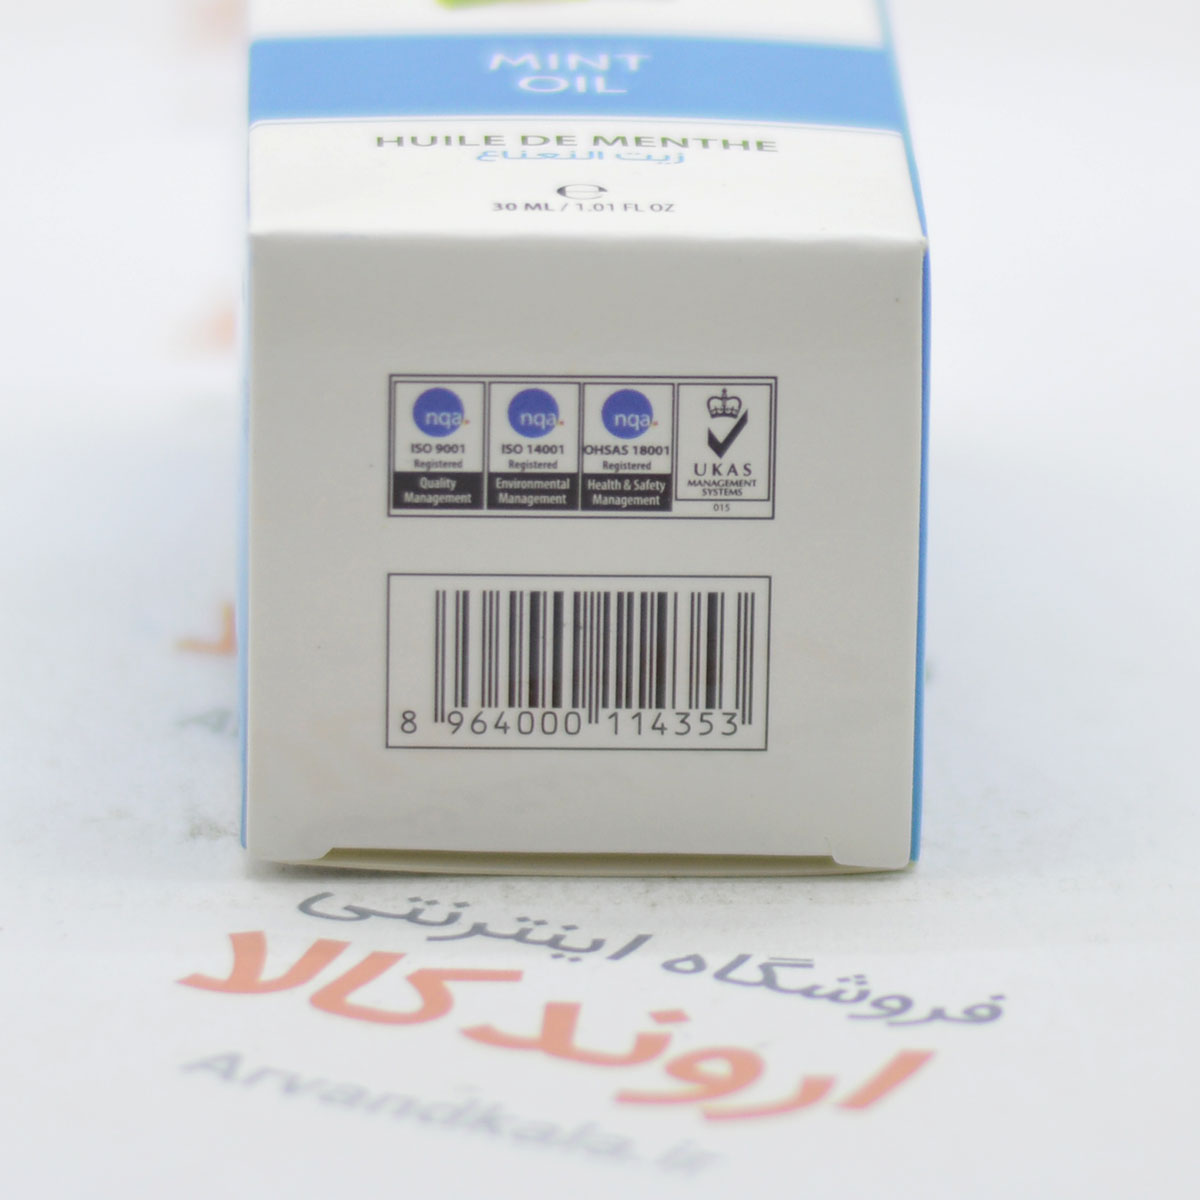 MINT
OIL
HUILE DE MENTHE
زيت النعناع
℮
30 ML / 1.01 FL OZ
nqa.
ISO 9001
Registered
Quality
Management
nqa.
ISO 14001
Registered
Environmental
Management
nqa.
OHSAS 18001
Registered
Health & Safety
Management
UKAS
MANAGEMENT
SYSTEMS
015
8 964000 114353
فروشگاه اینترنتی
اروند کالا
Arvandkala.ir